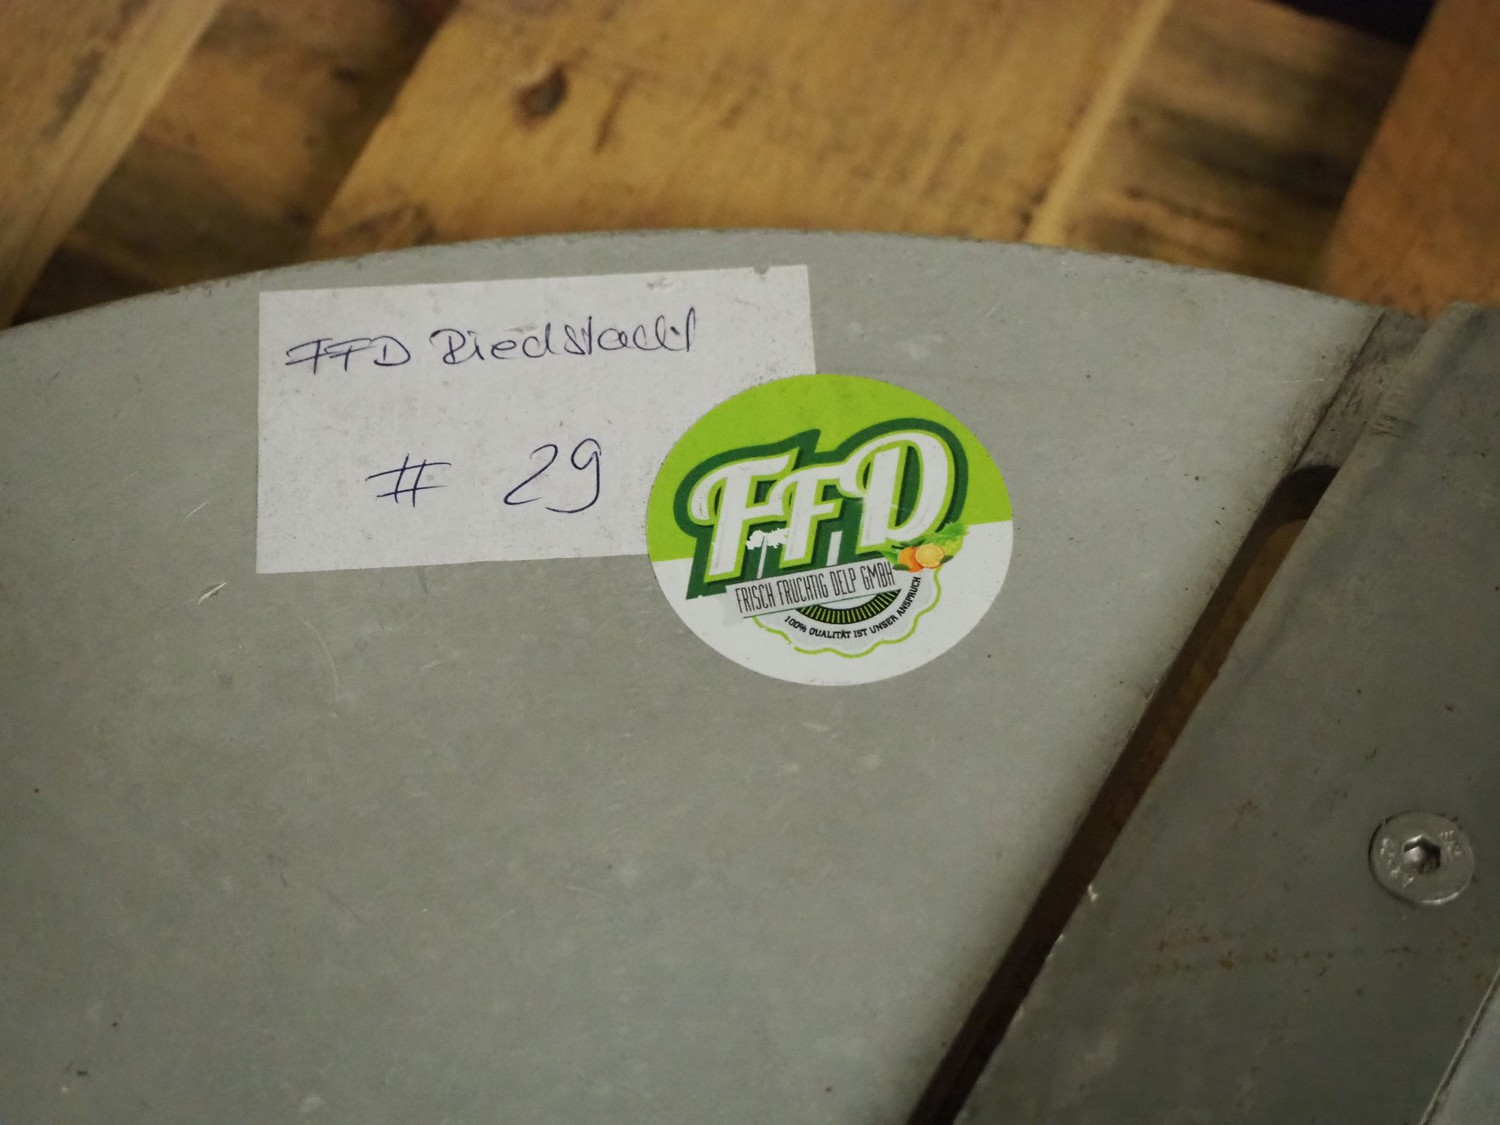 FFD Riedstadt
# 29
FFD
FRISCH FRUCHTIG DELP GMBH
100% QUALITÄT IST UNSER ANSPRUCH